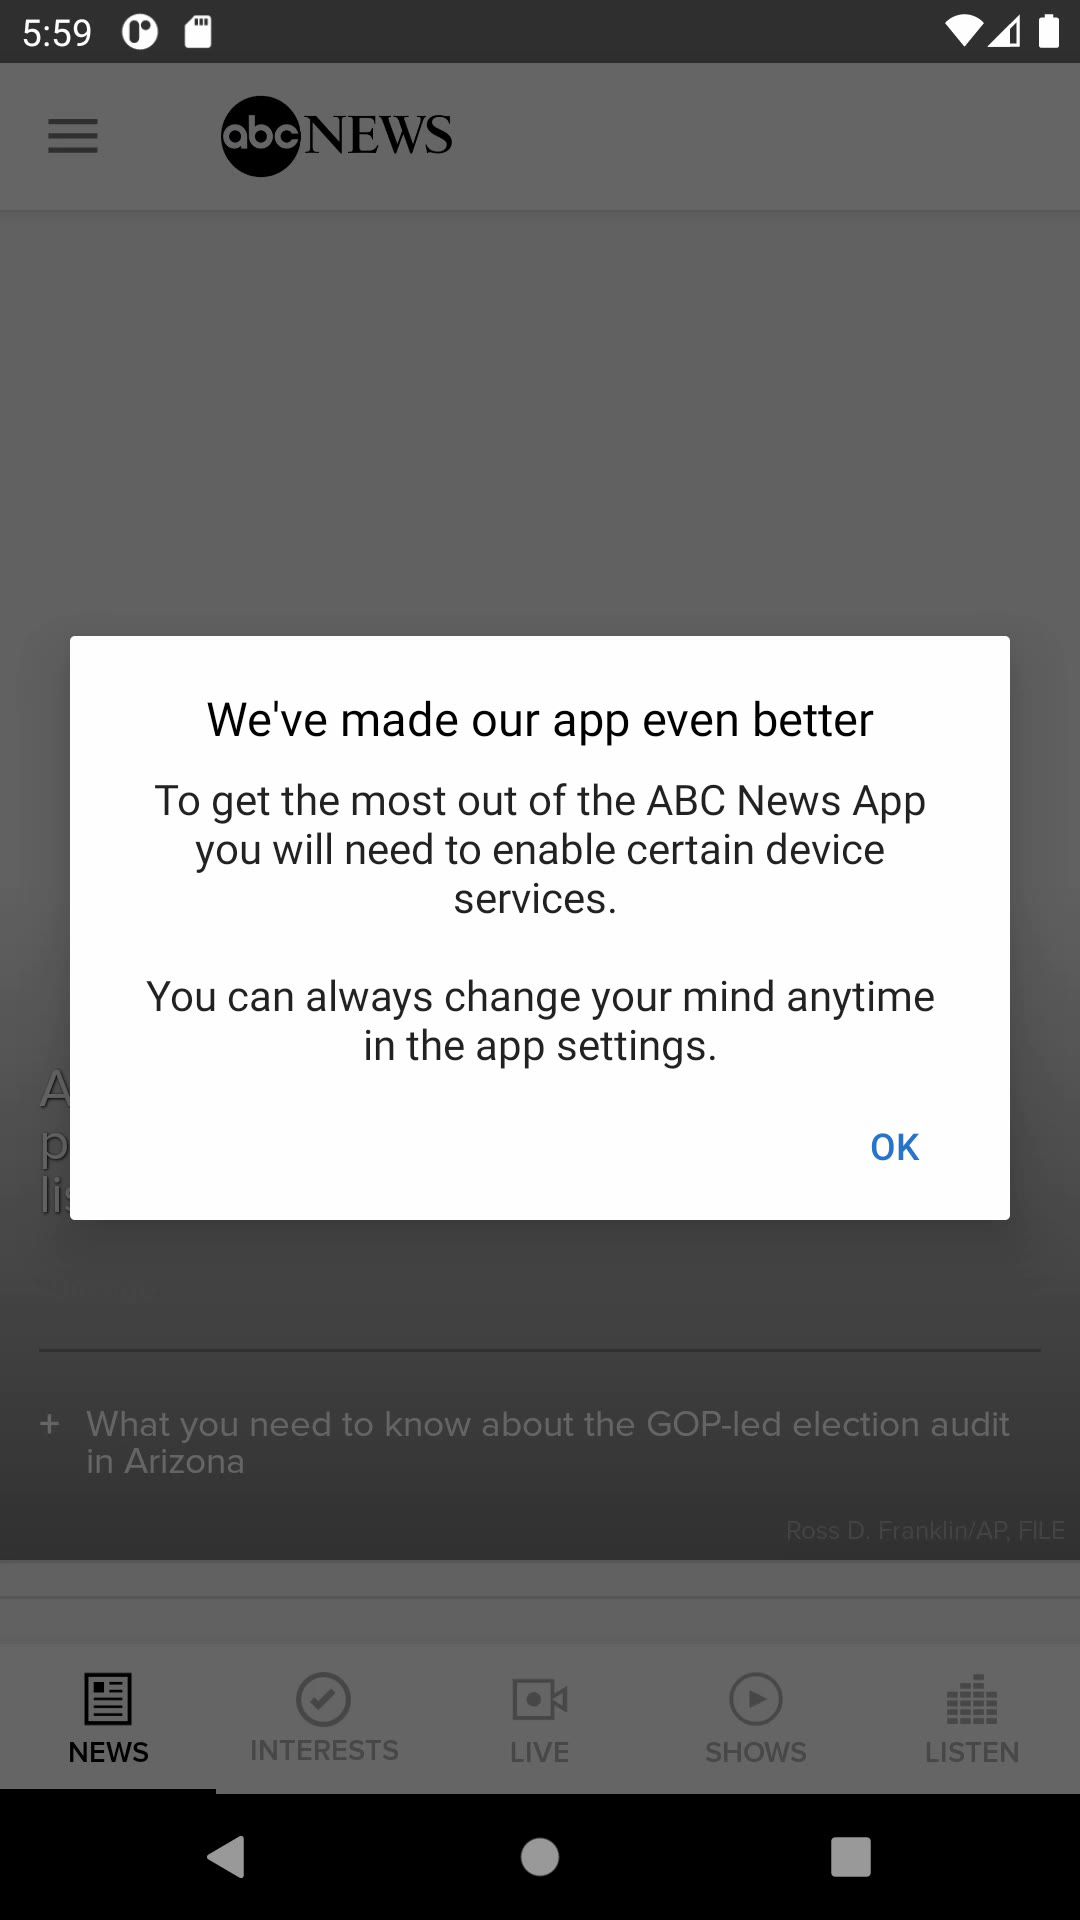 5:59
abc NEWS
We've made our app even better
To get the most out of the ABC News App
you will need to enable certain device
services.
You can always change your mind anytime
in the app settings.
OK
+ What you need to know about the GOP-led election audit
in Arizona
Ross D. Franklin/AP, FILE
NEWS
INTERESTS
LIVE
SHOWS
LISTEN